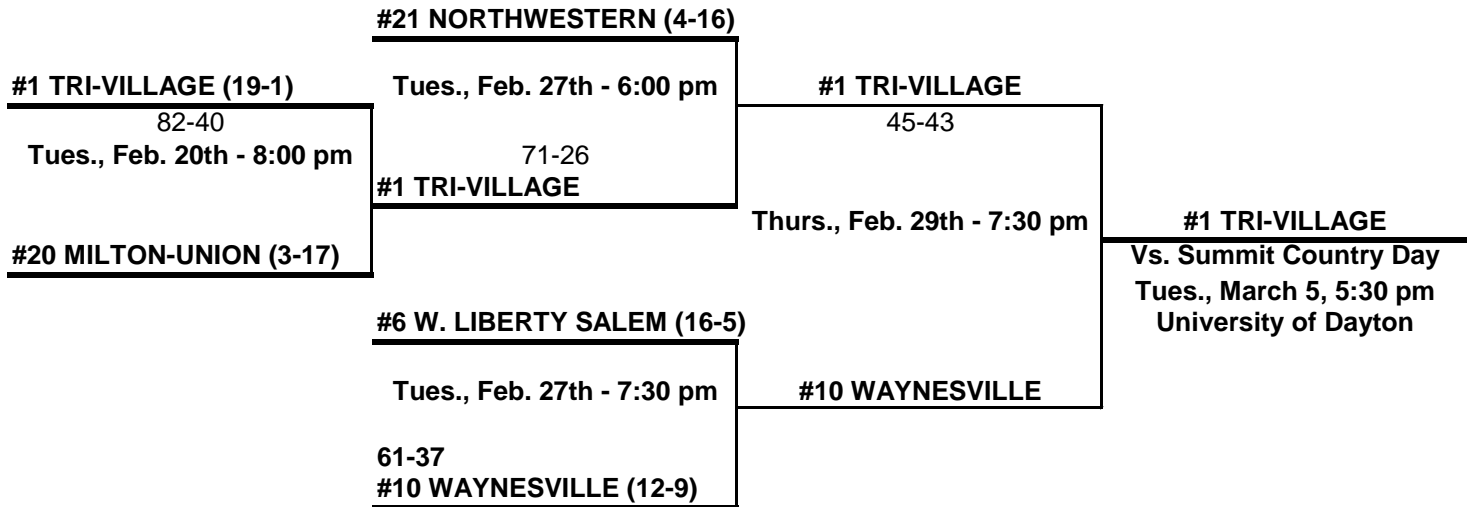 #21 NORTHWESTERN (4-16)
#1 TRI-VILLAGE (19-1)
Tues., Feb. 27th - 6:00 pm
#1 TRI-VILLAGE
82-40
45-43
Tues., Feb. 20th - 8:00 pm
71-26
#1 TRI-VILLAGE
Thurs., Feb. 29th - 7:30 pm
#1 TRI-VILLAGE
#20 MILTON-UNION (3-17)
Vs. Summit Country Day
Tues., March 5, 5:30 pm
#6 W. LIBERTY SALEM (16-5)
University of Dayton
Tues., Feb. 27th - 7:30 pm
#10 WAYNESVILLE
61-37
#10 WAYNESVILLE (12-9)